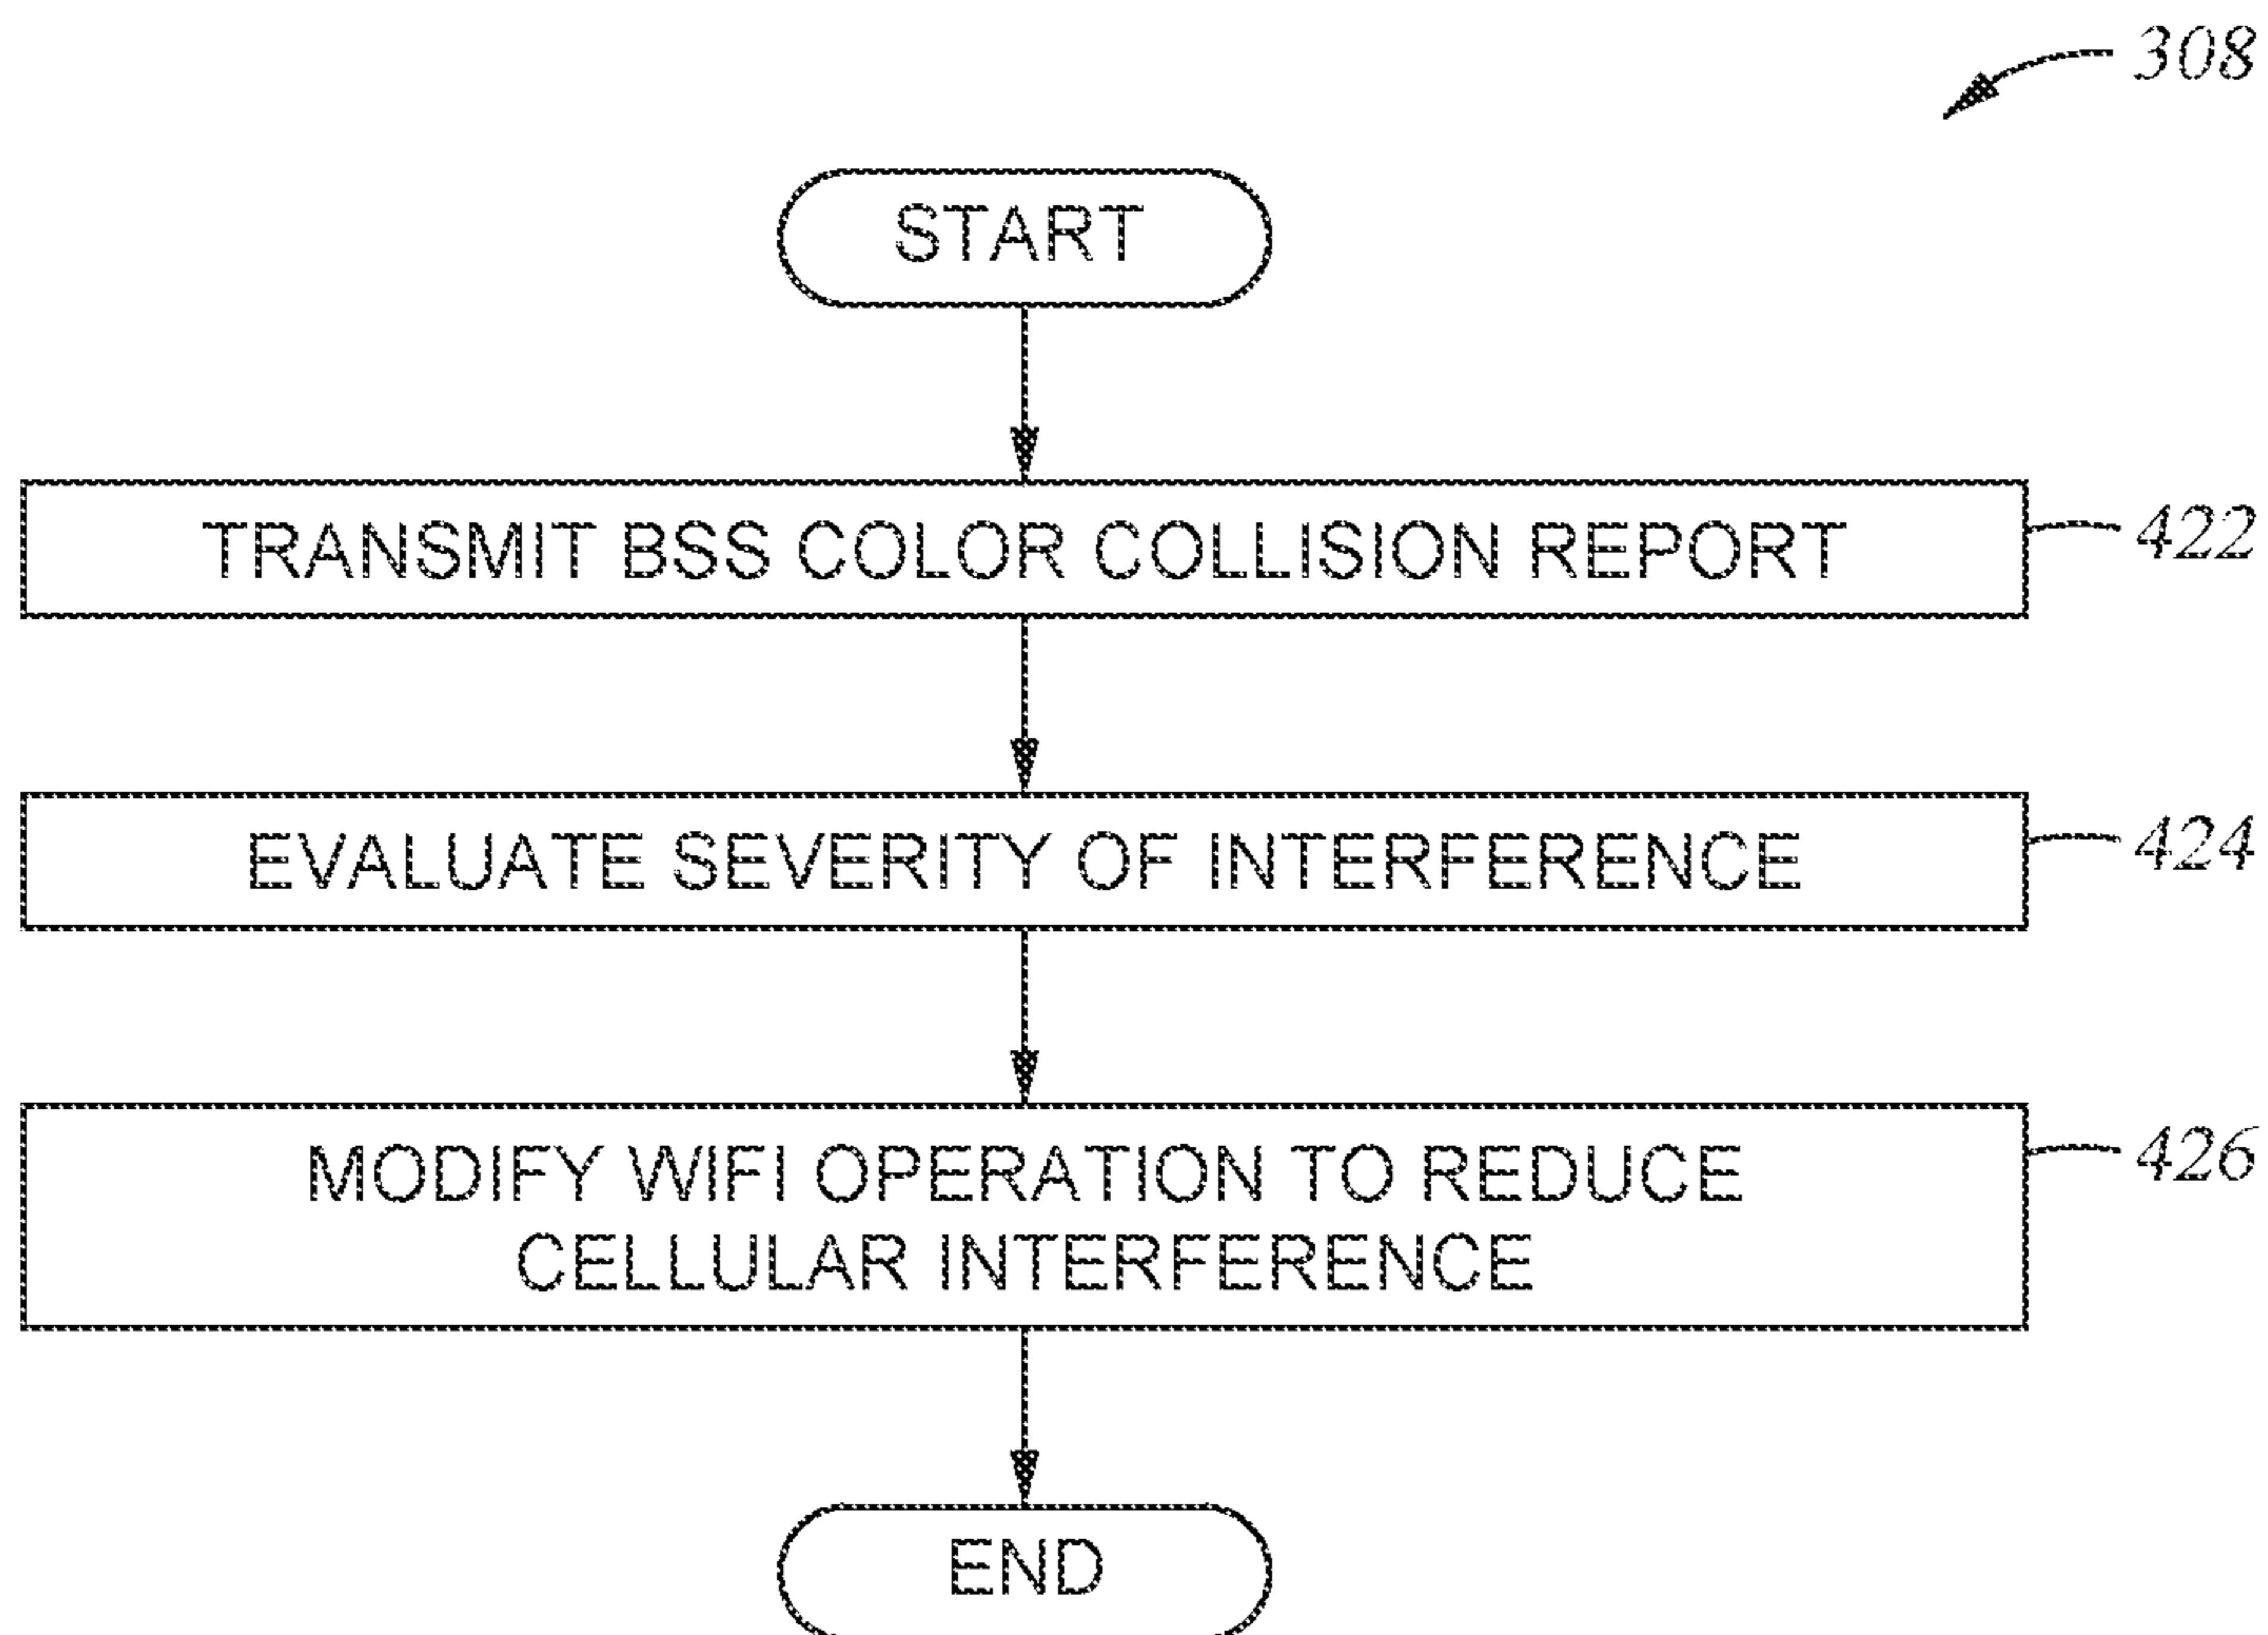 308
START
TRANSMIT BSS COLOR COLLISION REPORT
422
EVALUATE SEVERITY OF INTERFERENCE
424
MODIFY WIFI OPERATION TO REDUCE
CELLULAR INTERFERENCE
426
END